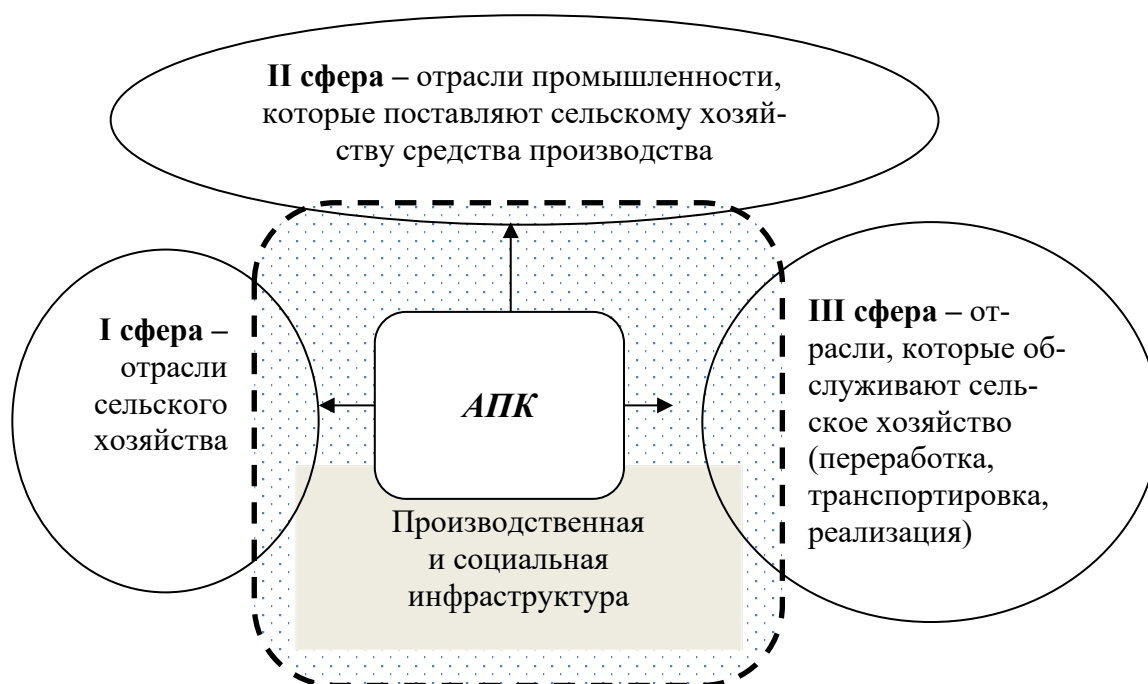 II сфера – отрасли промышленности,
которые поставляют сельскому хозяй-
ству средства производства
I сфера –
отрасли
сельского
хозяйства
АПК
III сфера – от-
расли, которые об-
служивают сель-
ское хозяйство
(переработка,
транспортировка,
реализация)
Производственная
и социальная
инфраструктура